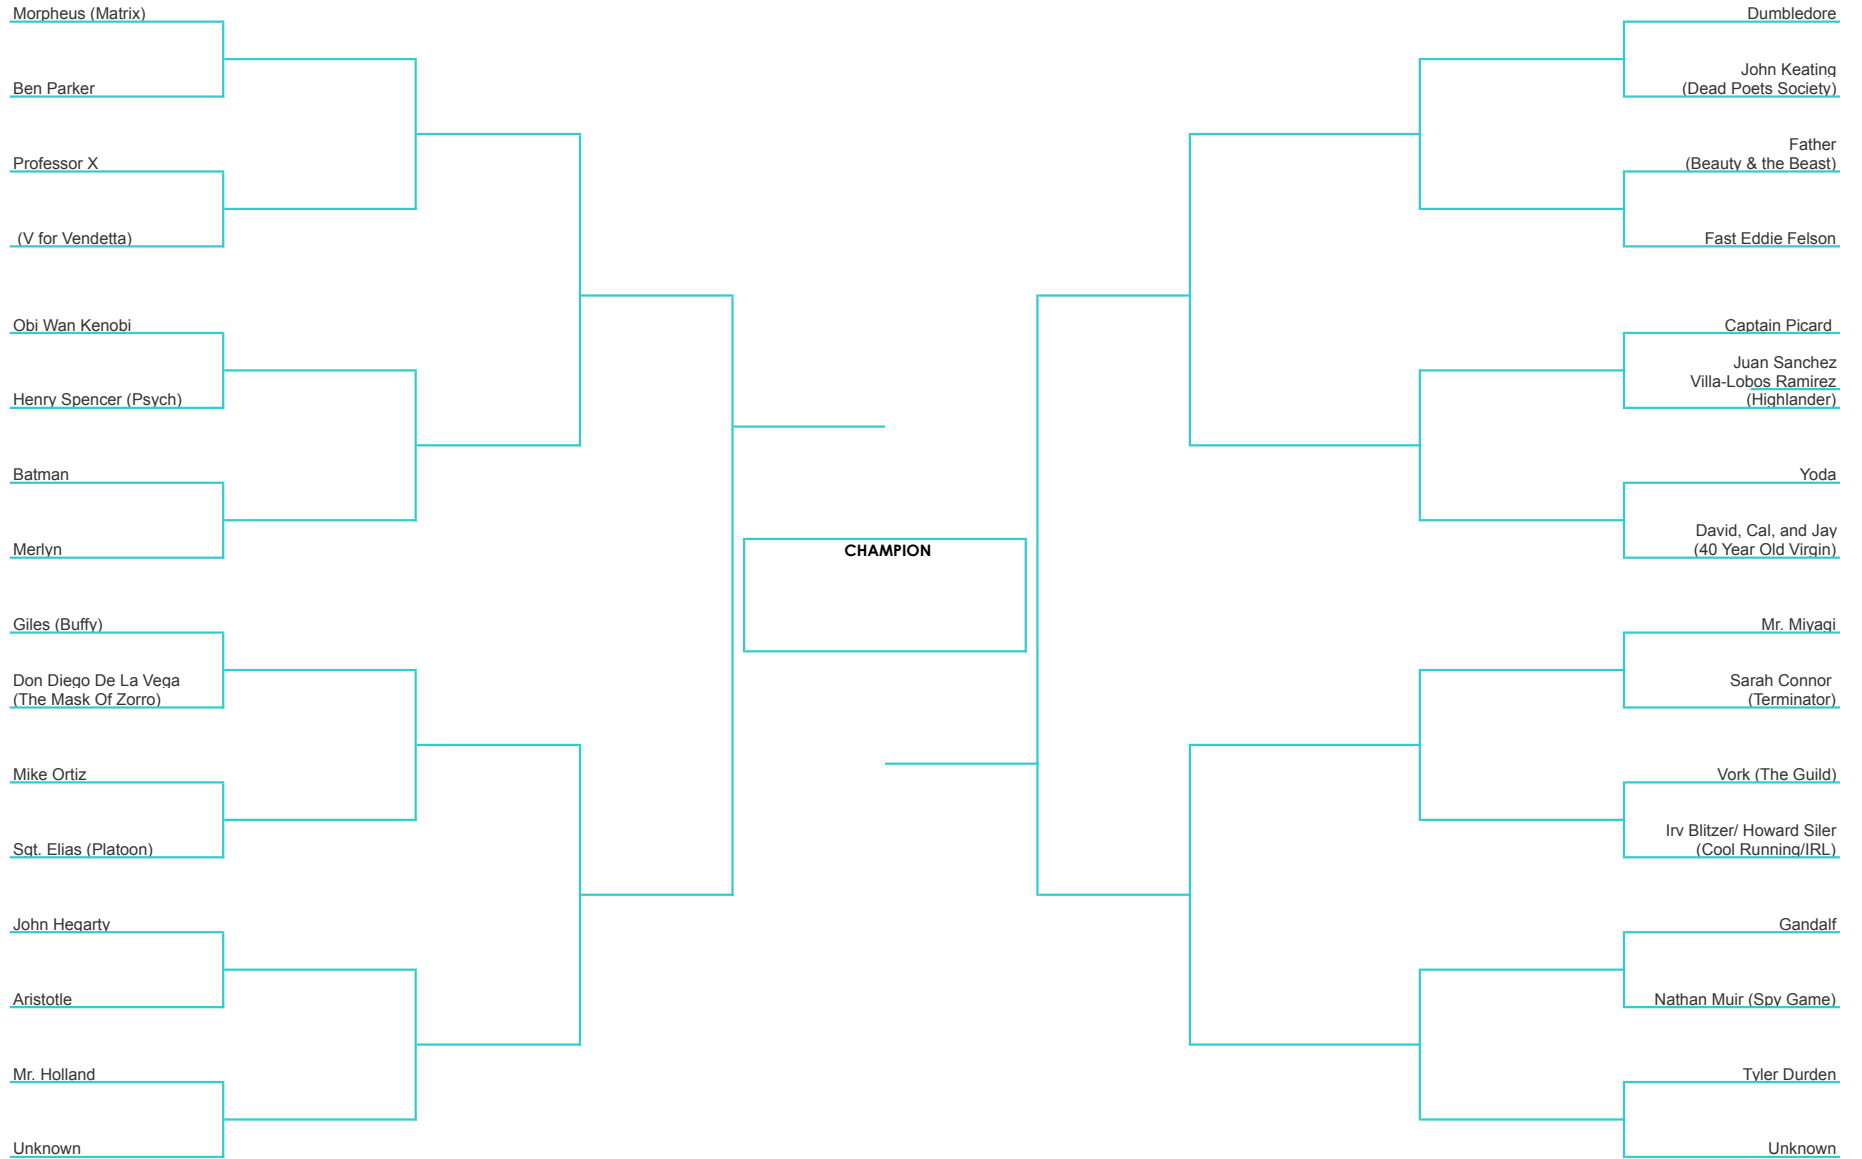 Morpheus (Matrix)
Ben Parker
Professor X
(V for Vendetta)
Obi Wan Kenobi
Henry Spencer (Psych)
Batman
Merlyn
Giles (Buffy)
Don Diego De La Vega
(The Mask Of Zorro)
Mike Ortiz
Sgt. Elias (Platoon)
John Hegarty
Aristotle
Mr. Holland
Unknown
CHAMPION
Dumbledore
John Keating
(Dead Poets Society)
Father
(Beauty & the Beast)
Fast Eddie Felson
Captain Picard
Juan Sanchez
Villa-Lobos Ramirez
(Highlander)
Yoda
David, Cal, and Jay
(40 Year Old Virgin)
Mr. Miyagi
Sarah Connor
(Terminator)
Vork (The Guild)
Irv Blitzer/ Howard Siler
(Cool Running/IRL)
Gandalf
Nathan Muir (Spy Game)
Tyler Durden
Unknown